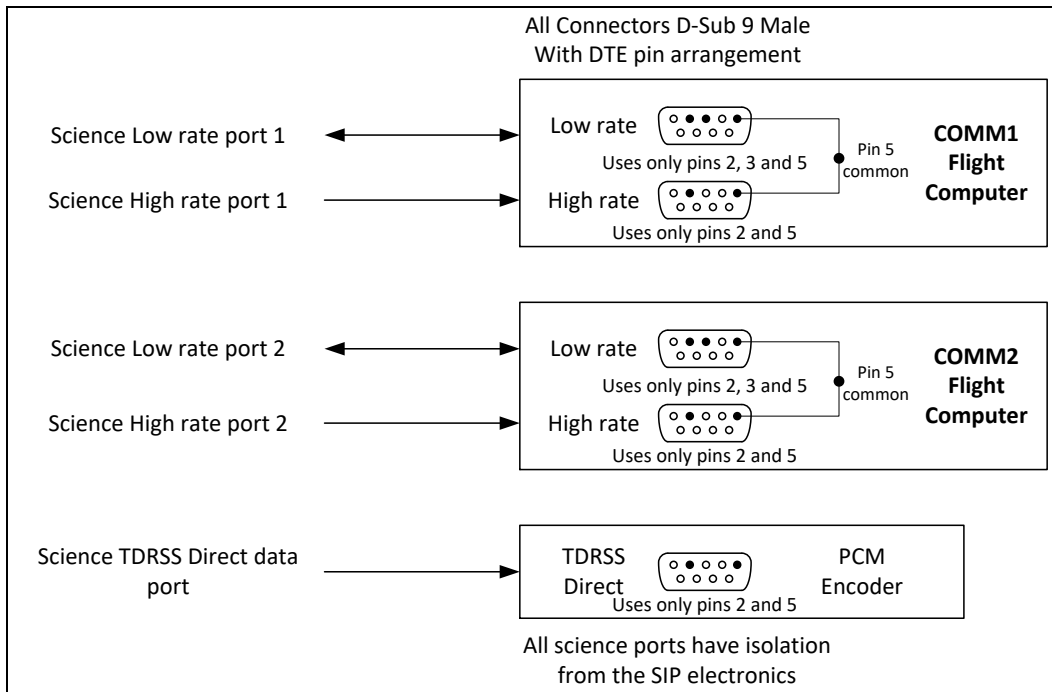 All Connectors D-Sub 9 Male
With DTE pin arrangement
Science Low rate port 1
Low rate
Uses only pins 2, 3 and 5
Science High rate port 1
High rate
Uses only pins 2 and 5
Pin 5
common
COMM1
Flight
Computer
Science Low rate port 2
Low rate
Uses only pins 2, 3 and 5
Science High rate port 2
High rate
Uses only pins 2 and 5
Pin 5
common
COMM2
Flight
Computer
Science TDRSS Direct data
port
TDRSS
Direct
Uses only pins 2 and 5
PCM
Encoder
All science ports have isolation
from the SIP electronics